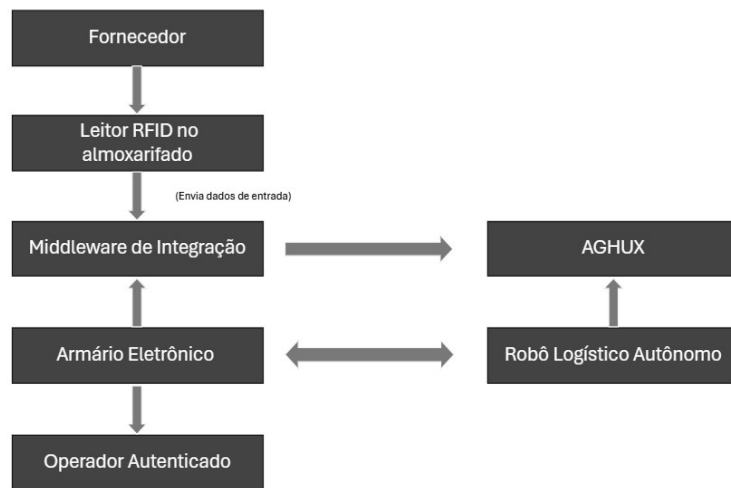 Fornecedor
Leitor RFID no
almoxarifado
(Envia dados de entrada)
Middleware de Integração
AGHUX
Armário Eletrônico
Robô Logístico Autônomo
Operador Autenticado